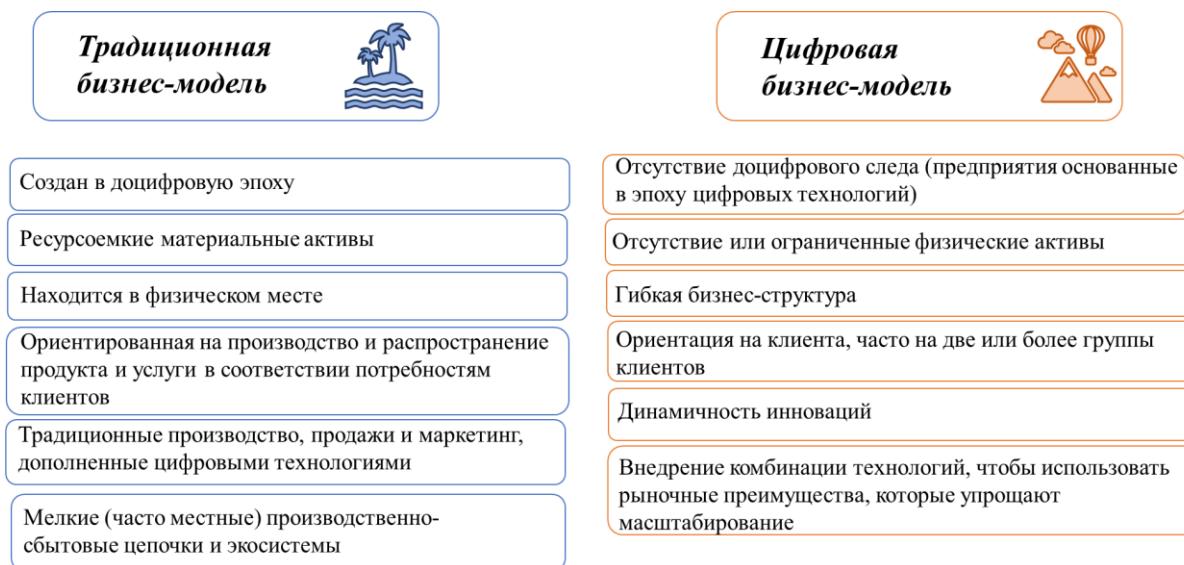 Традиционная
бизнес-модель
Цифровая
бизнес-модель
Создан в доцифровую эпоху
Ресурсоемкие материальные активы
Находится в физическом месте
Ориентированная на производство и распространение
продукта и услуги в соответствии потребностям
клиентов
Традиционные производство, продажи и маркетинг,
дополненные цифровыми технологиями
Мелкие (часто местные) производственно-
сбытовые цепочки и экосистемы
Отсутствие доцифрового следа (предприятия основанные
в эпоху цифровых технологий)
Отсутствие или ограниченные физические активы
Гибкая бизнес-структура
Ориентация на клиента, часто на две или более группы
клиентов
Динамичность инноваций
Внедрение комбинации технологий, чтобы использовать
рыночные преимущества, которые упрощают
масштабирование